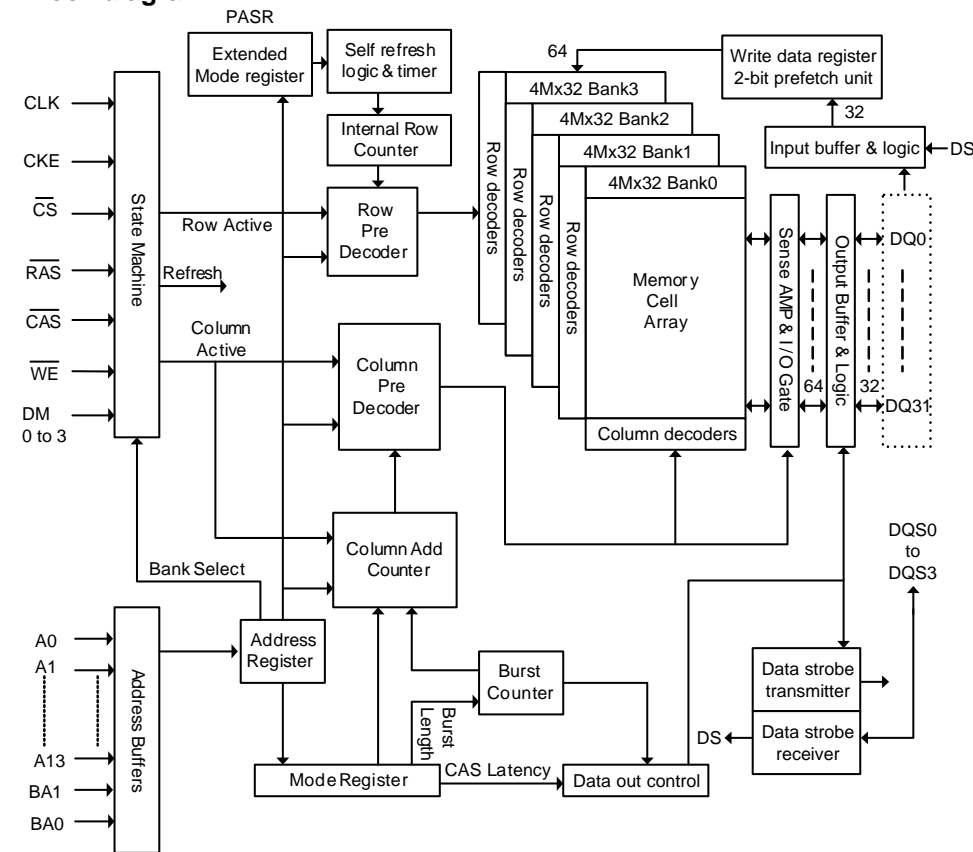 PASR
Extended
Mode register
Self refresh
logic & timer
Internal Row
Counter
64
Write data register
2-bit prefetch unit
32
Input buffer & logic
DS
4Mx32 Bank3
4Mx32 Bank2
4Mx32 Bank1
4Mx32 Bank0
Row decoders
Row decoders
Row decoders
Row decoders
Memory
Cell
Array
Column decoders
Sense AMP & I/O Gate
64
Output Buffer & Logic
32
DQ0
DQ31
CLK
CKE
CS
RAS
CAS
WE
DM
0 to 3
State Machine
Row Active
Refresh
Column
Active
Row
Pre
Decoder
Column
Pre
Decoder
Column Add
Counter
Bank Select
Address
Register
A0
A1
A13
BA1
BA0
Address Buffers
Burst
Counter
Burst
Length
Mode Register
CAS Latency
Data out control
DQS0
to
DQS3
Data strobe
transmitter
Data strobe
receiver
DS